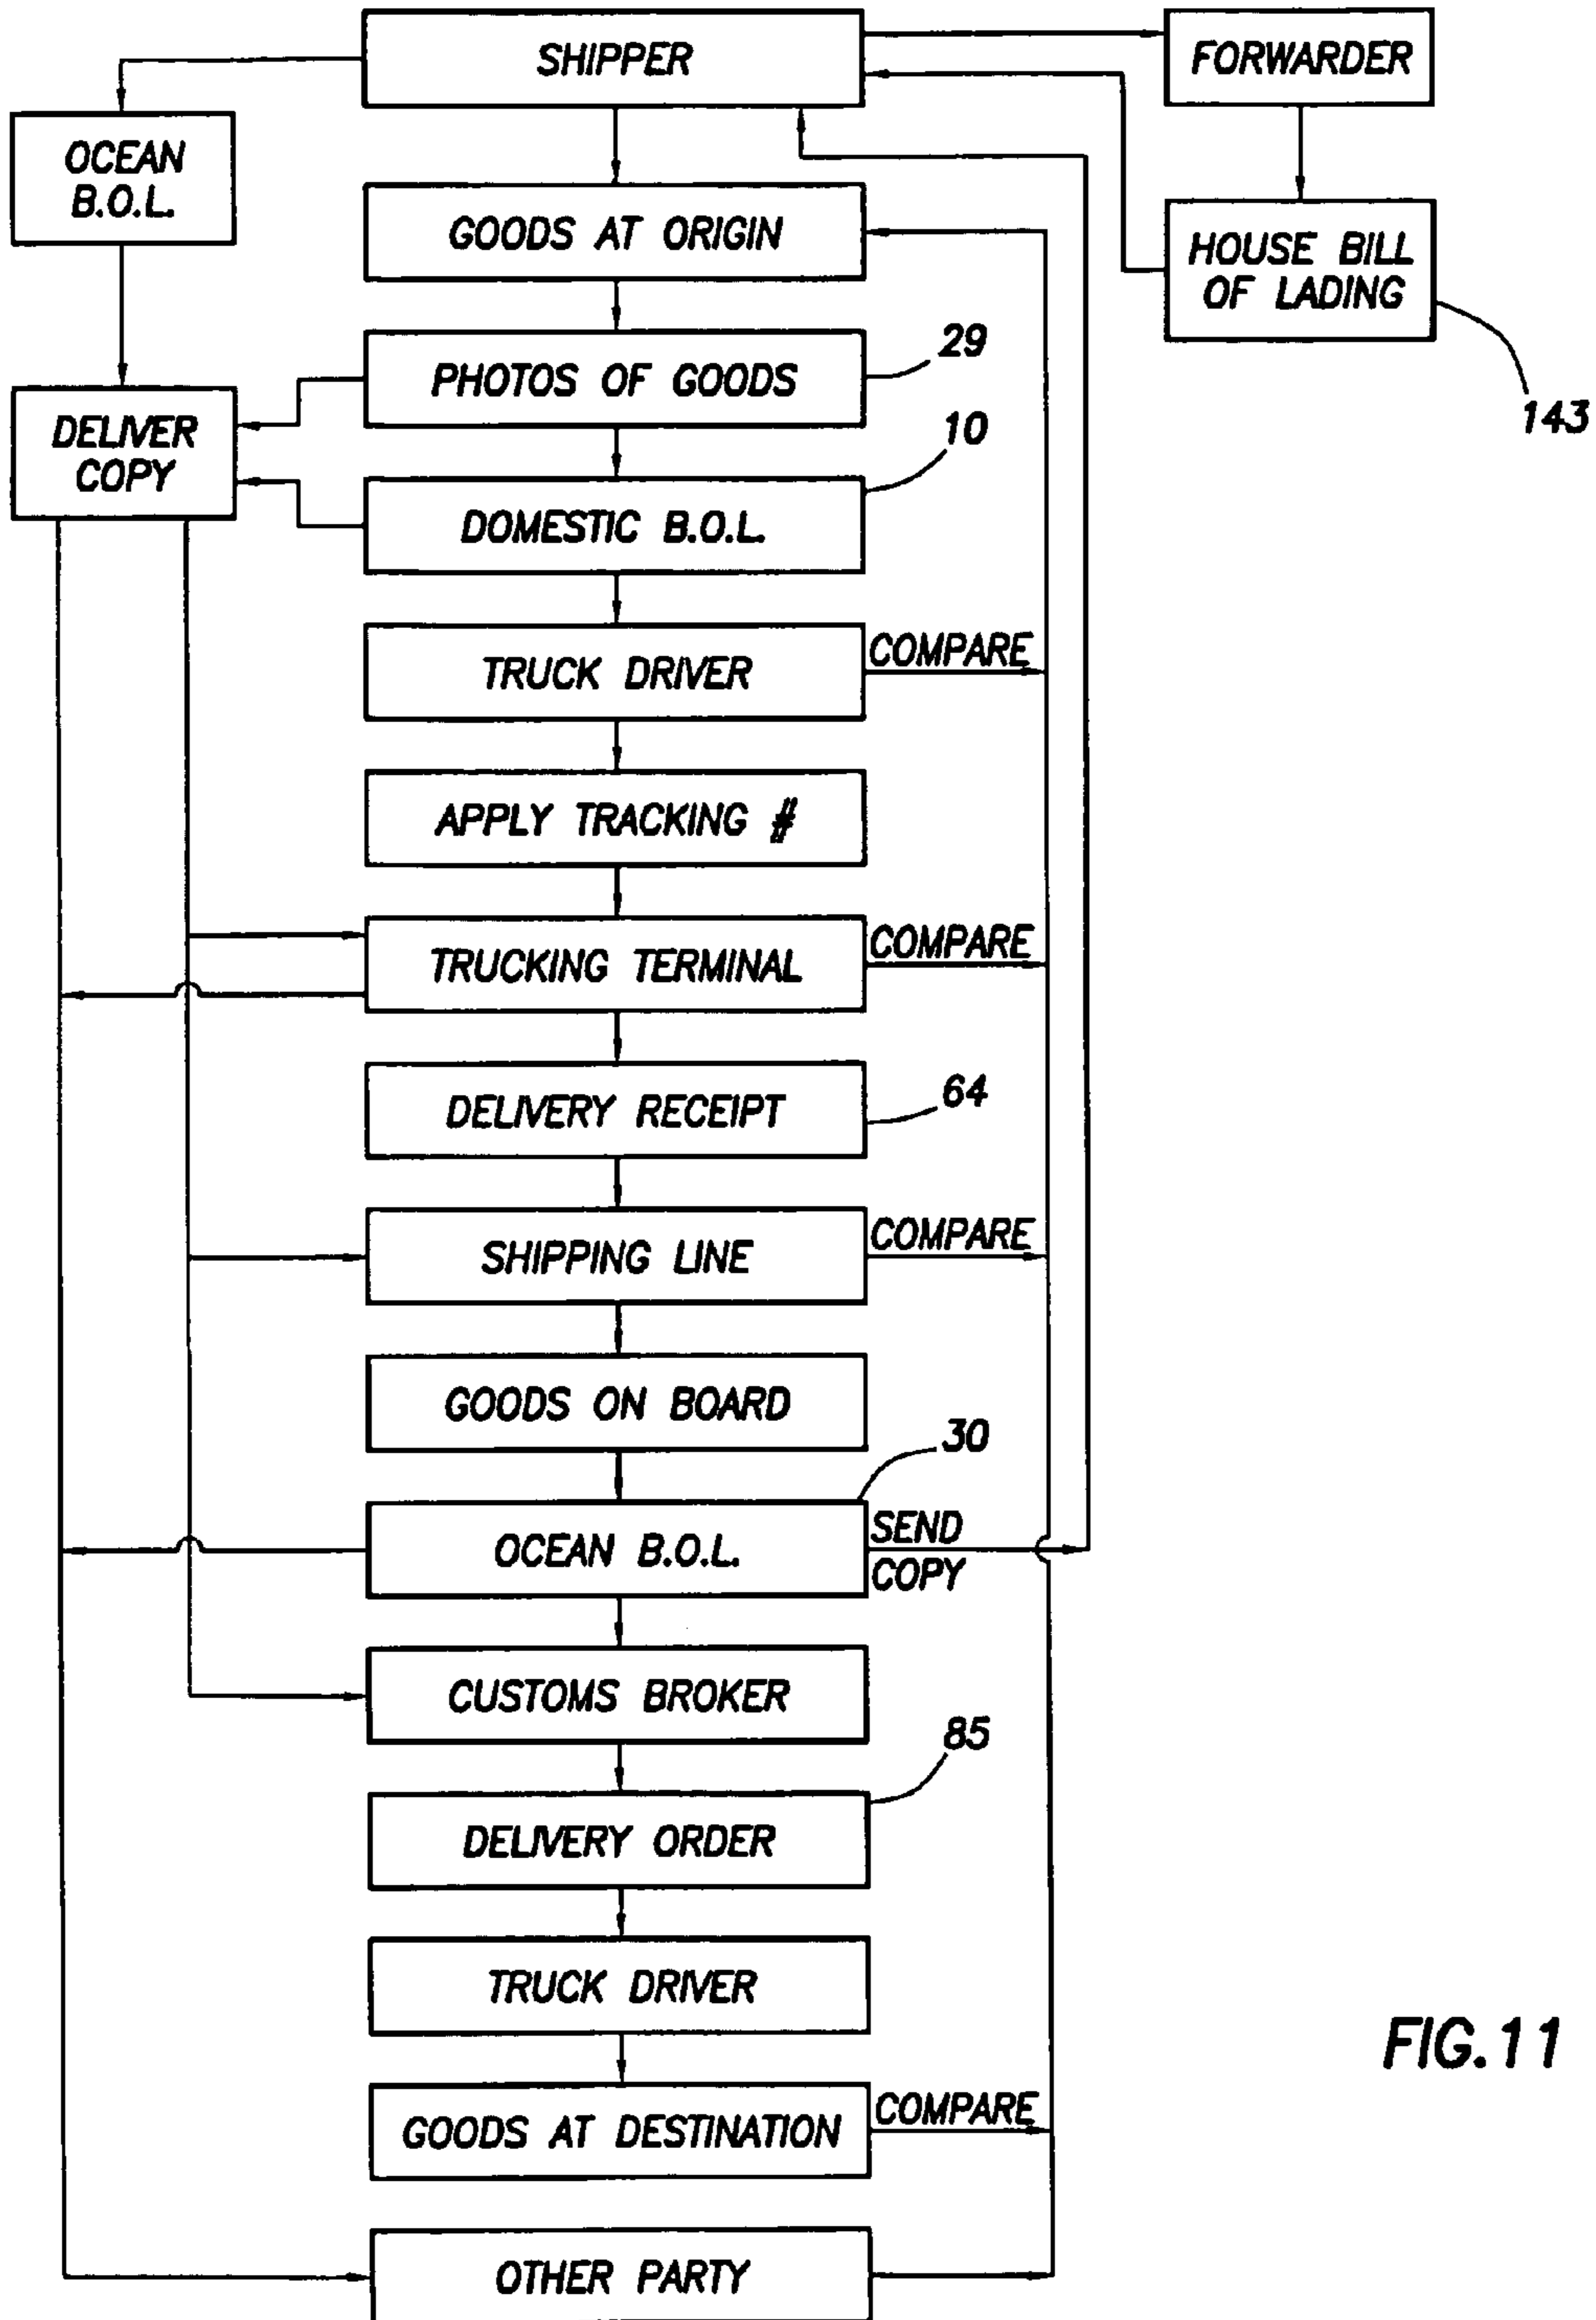 SHIPPER
FORWARDER
OCEAN
B.O.L.
GOODS AT ORIGIN
HOUSE BILL
OF LADING
143
PHOTOS OF GOODS
29
DELIVER
COPY
10
DOMESTIC B.O.L.
TRUCK DRIVER
COMPARE
APPLY TRACKING #
TRUCKING TERMINAL
COMPARE
DELIVERY RECEIPT
64
SHIPPING LINE
COMPARE
GOODS ON BOARD
30
OCEAN B.O.L.
SEND
COPY
CUSTOMS BROKER
85
DELIVERY ORDER
TRUCK DRIVER
GOODS AT DESTINATION
COMPARE
OTHER PARTY
FIG.11